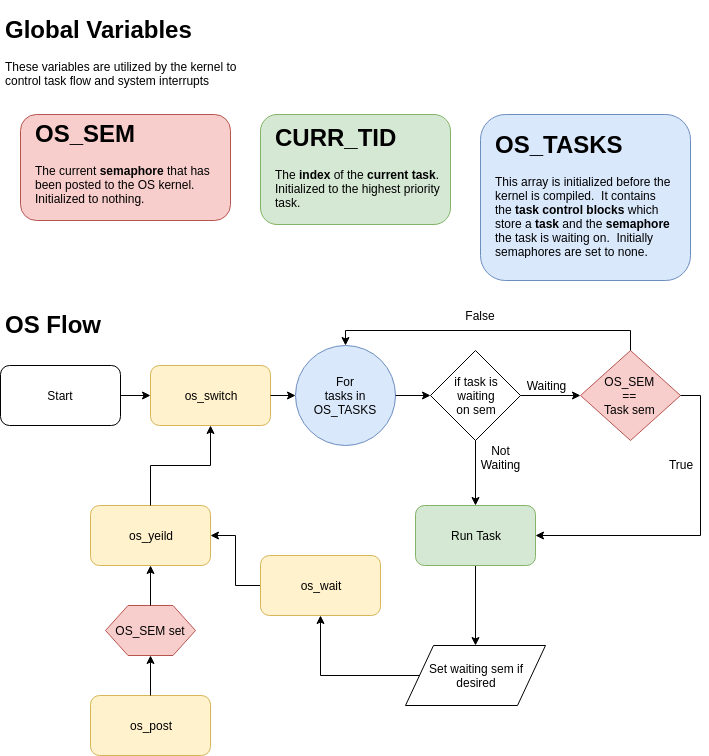 Global Variables
These variables are utilized by the kernel to
control task flow and system interrupts
OS_SEM
The current semaphore that has
been posted to the OS kernel.
Initialized to nothing.
CURR_TID
The index of the current task.
Initialized to the highest priority
task.
OS_TASKS
This array is initialized before the
kernel is compiled. It contains
the task control blocks which
store a task and the semaphore
the task is waiting on. Initially
semaphores are set to none.
OS Flow
False
Start
os_switch
For
tasks in
OS_TASKS
if task is
waiting
on sem
Waiting
OS_SEM
==
Task sem
Not
Waiting
True
os_yeild
Run Task
os_wait
OS_SEM set
Set waiting sem if
desired
os_post